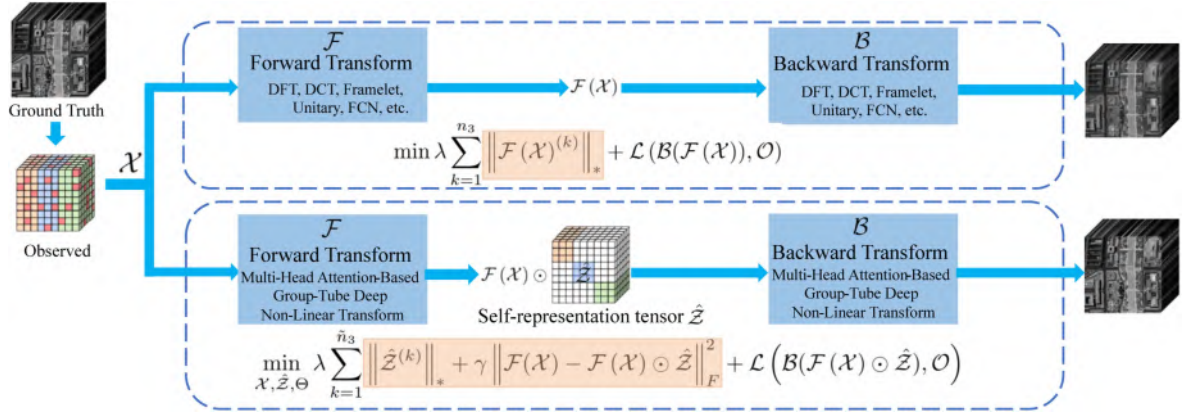 Ground Truth
Observed
𝒳
ℱ
Forward Transform
DFT, DCT, Framelet,
Unitary, FCN, etc.
ℱ(𝒳)
ℬ
Backward Transform
DFT, DCT, Framelet,
Unitary, FCN, etc.
min λ ∑_{k=1}^{n_3} ‖ℱ(𝒳)^{(k)}‖_* + ℒ(ℬ(ℱ(𝒳)), 𝒪)
ℱ
Forward Transform
Multi-Head Attention-Based
Group-Tube Deep
Non-Linear Transform
ℱ(𝒳) ⊙
𝒵̂
Self-representation tensor 𝒵̂
ℬ
Backward Transform
Multi-Head Attention-Based
Group-Tube Deep
Non-Linear Transform
min_{𝒳,𝒵̂,Θ} λ ∑_{k=1}^{ñ_3} ‖𝒵̂^{(k)}‖_* + γ ‖ℱ(𝒳) − ℱ(𝒳) ⊙ 𝒵̂‖_F^2 + ℒ(ℬ(ℱ(𝒳) ⊙ 𝒵̂), 𝒪)